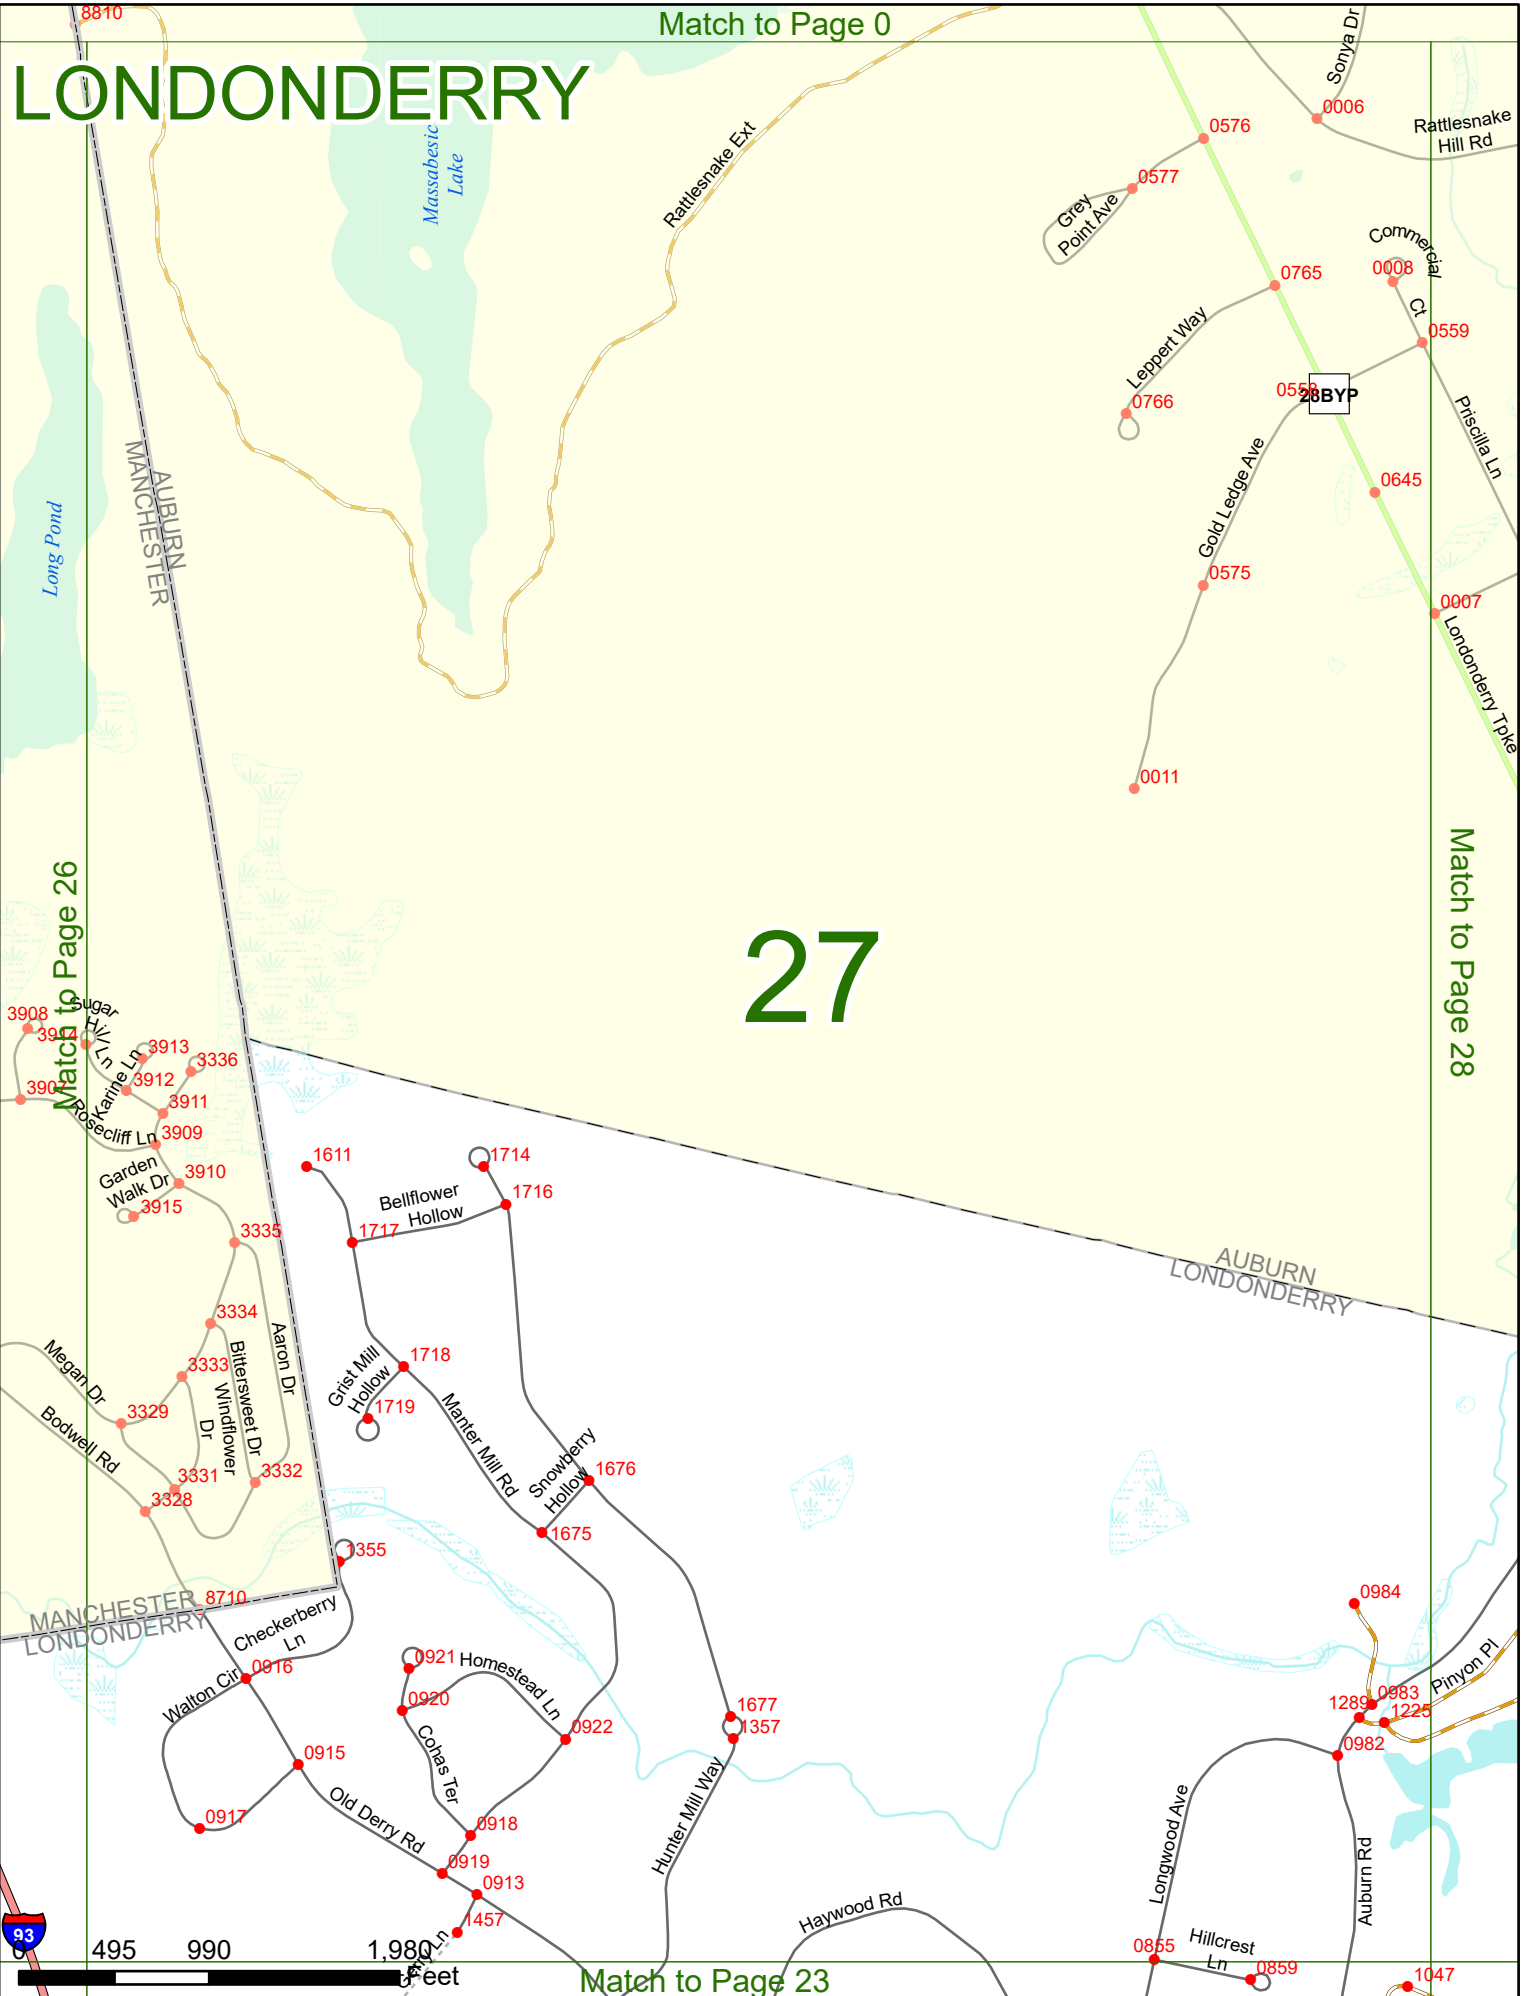 8810
Match to Page 0
LONDONDERRY
Sonya Dr
0006
Rattlesnake
Hill Rd
0576
0577
Grey
Point Ave
Massabesic
Lake
Rattlesnake Ext
Commercial
Ct
0008
0765
0559
Leppert Way
0766
0558
28BYP
Priscilla Ln
Gold Ledge Ave
0645
Long Pond
AUBURN
MANCHESTER
0575
0007
Londonderry Tpke
0011
Match to Page 26
27
Match to Page 28
3908
Sugar
Hill
Ln
3914
3913
3336
Karine Ln
3912
3907
3911
Rosecliff Ln
3909
Garden
Walk Dr
3910
3915
3335
1611
1714
1716
Bellflower
Hollow
1717
AUBURN
LONDONDERRY
3334
Aaron Dr
Bittersweet Dr
Windflower
Dr
3333
Megan Dr
3329
Bodwell Rd
3331
3332
3328
1718
Grist Mill
Hollow
1719
Manter Mill Rd
Snowberry
Hollow
1676
1675
1355
8710
MANCHESTER
LONDONDERRY
Checkerberry
Ln
0916
Walton Cir
0921
Homestead Ln
0920
Cohas Ter
0922
0915
0917
Old Derry Rd
0918
0919
0913
1457
1677
1357
Hunter Mill Way
0984
Pinyon Pl
0983
1289
1225
0982
Longwood Ave
Auburn Rd
Haywood Rd
0855
Hillcrest
Ln
0859
1047
93
0 495 990 1,980
Feet
Match to Page 23